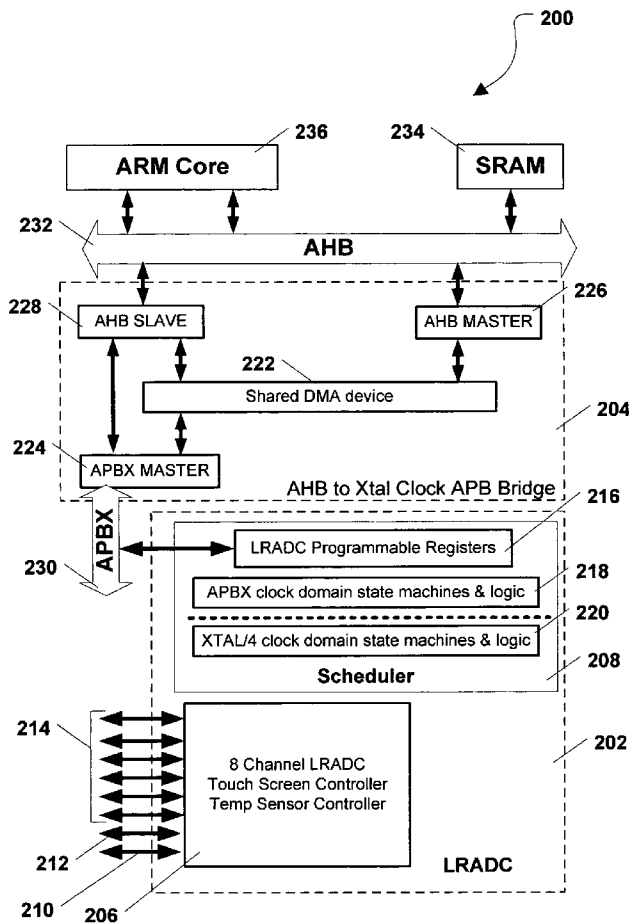 200
236
234
ARM Core
SRAM
232
AHB
228
226
AHB SLAVE
AHB MASTER
222
Shared DMA device
204
224
APBX MASTER
AHB to Xtal Clock APB Bridge
216
APBX
LRADC Programmable Registers
230
218
APBX clock domain state machines & logic
220
XTAL/4 clock domain state machines & logic
Scheduler
208
214
8 Channel LRADC
Touch Screen Controller
Temp Sensor Controller
202
212
210
206
LRADC